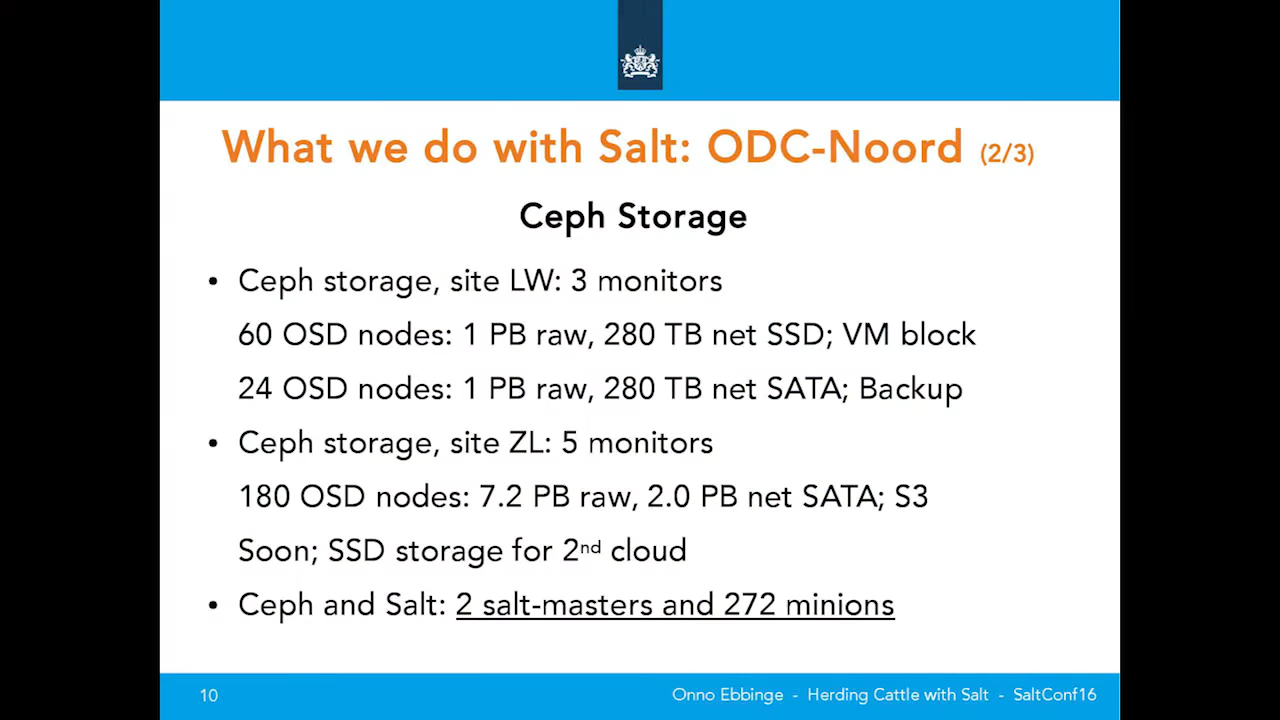 What we do with Salt: ODC-Noord (2/3)
Ceph Storage
• Ceph storage, site LW: 3 monitors
60 OSD nodes: 1 PB raw, 280 TB net SSD; VM block
24 OSD nodes: 1 PB raw, 280 TB net SATA; Backup
• Ceph storage, site ZL: 5 monitors
180 OSD nodes: 7.2 PB raw, 2.0 PB net SATA; S3
Soon; SSD storage for 2nd cloud
• Ceph and Salt: 2 salt-masters and 272 minions
10
Onno Ebbinge - Herding Cattle with Salt - SaltConf16